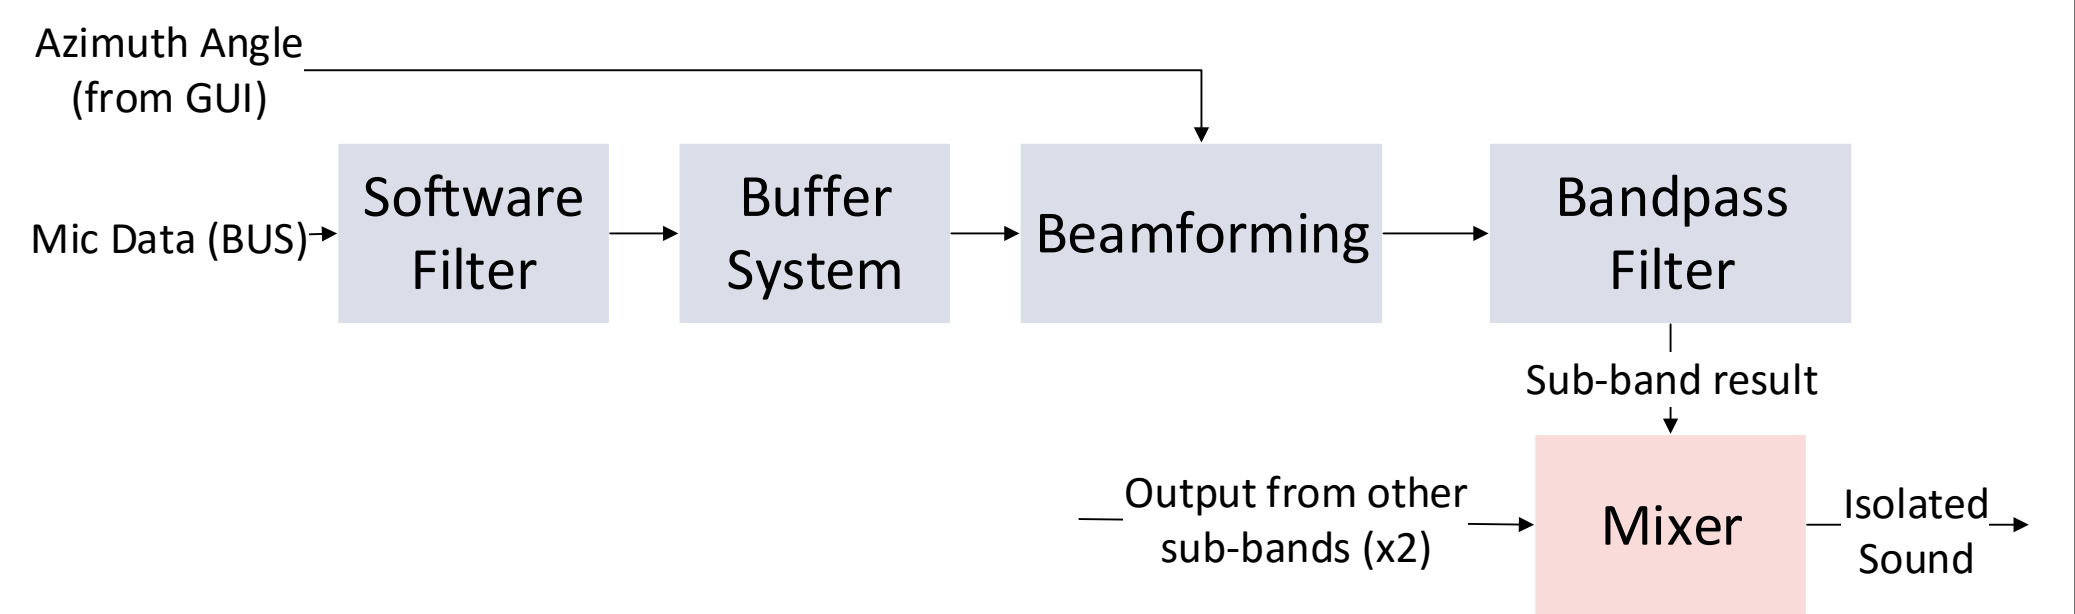 Azimuth Angle
(from GUI)
Mic Data (BUS)
Software
Filter
Buffer
System
Beamforming
Bandpass
Filter
Sub-band result
Output from other
sub-bands (x2)
Mixer
Isolated
Sound